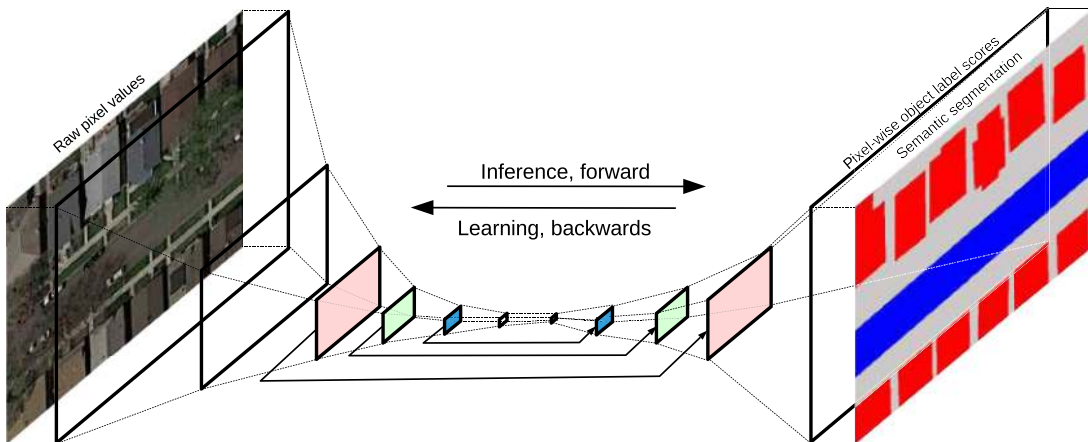 Raw pixel values
Inference, forward
Learning, backwards
Pixel-wise object label scores
Semantic segmentation